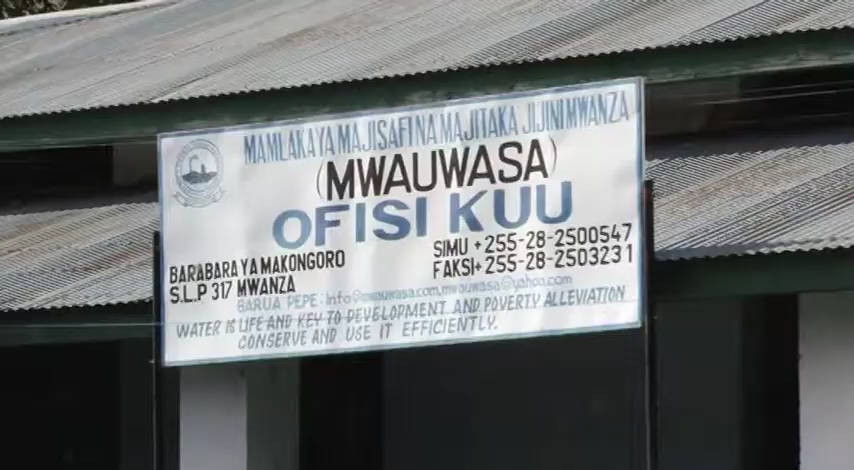 MAMLAKA YA MAJISAFI NA MAJITAKA JIJINI MWANZA
(MWAUWASA)
OFISI KUU
BARABARA YA MAKONGORO
S.L.P 317 MWANZA
SIMU +255-28-2500547
FAKSI+255-28-2503231
BARUA PEPE: Info@mwauwasa.com,mwauwasa@yahoo.com
WATER IS LIFE AND KEY TO DEVELOPMENT AND POVERTY ALLEVIATION
CONSERVE AND USE IT EFFICIENTLY.